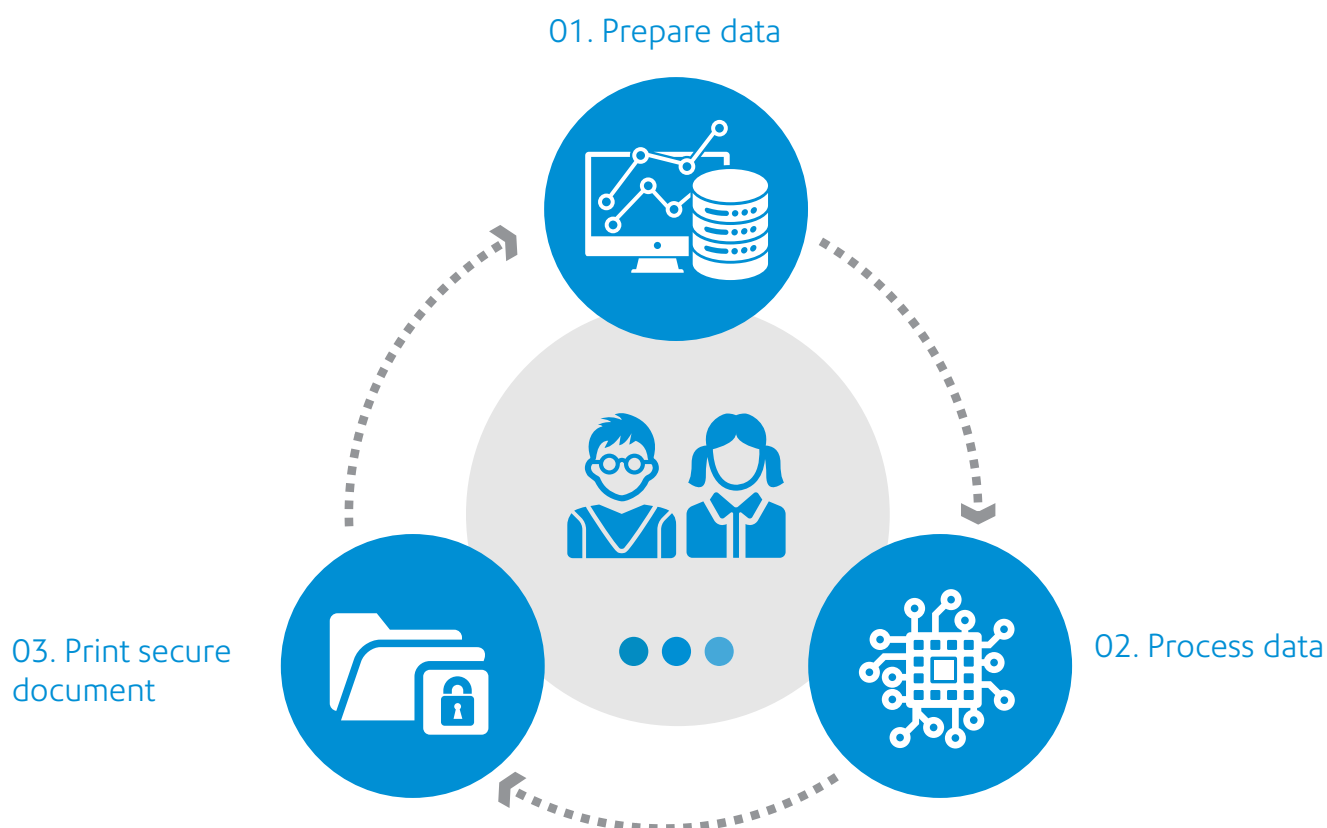 01. Prepare data
02. Process data
03. Print secure
document